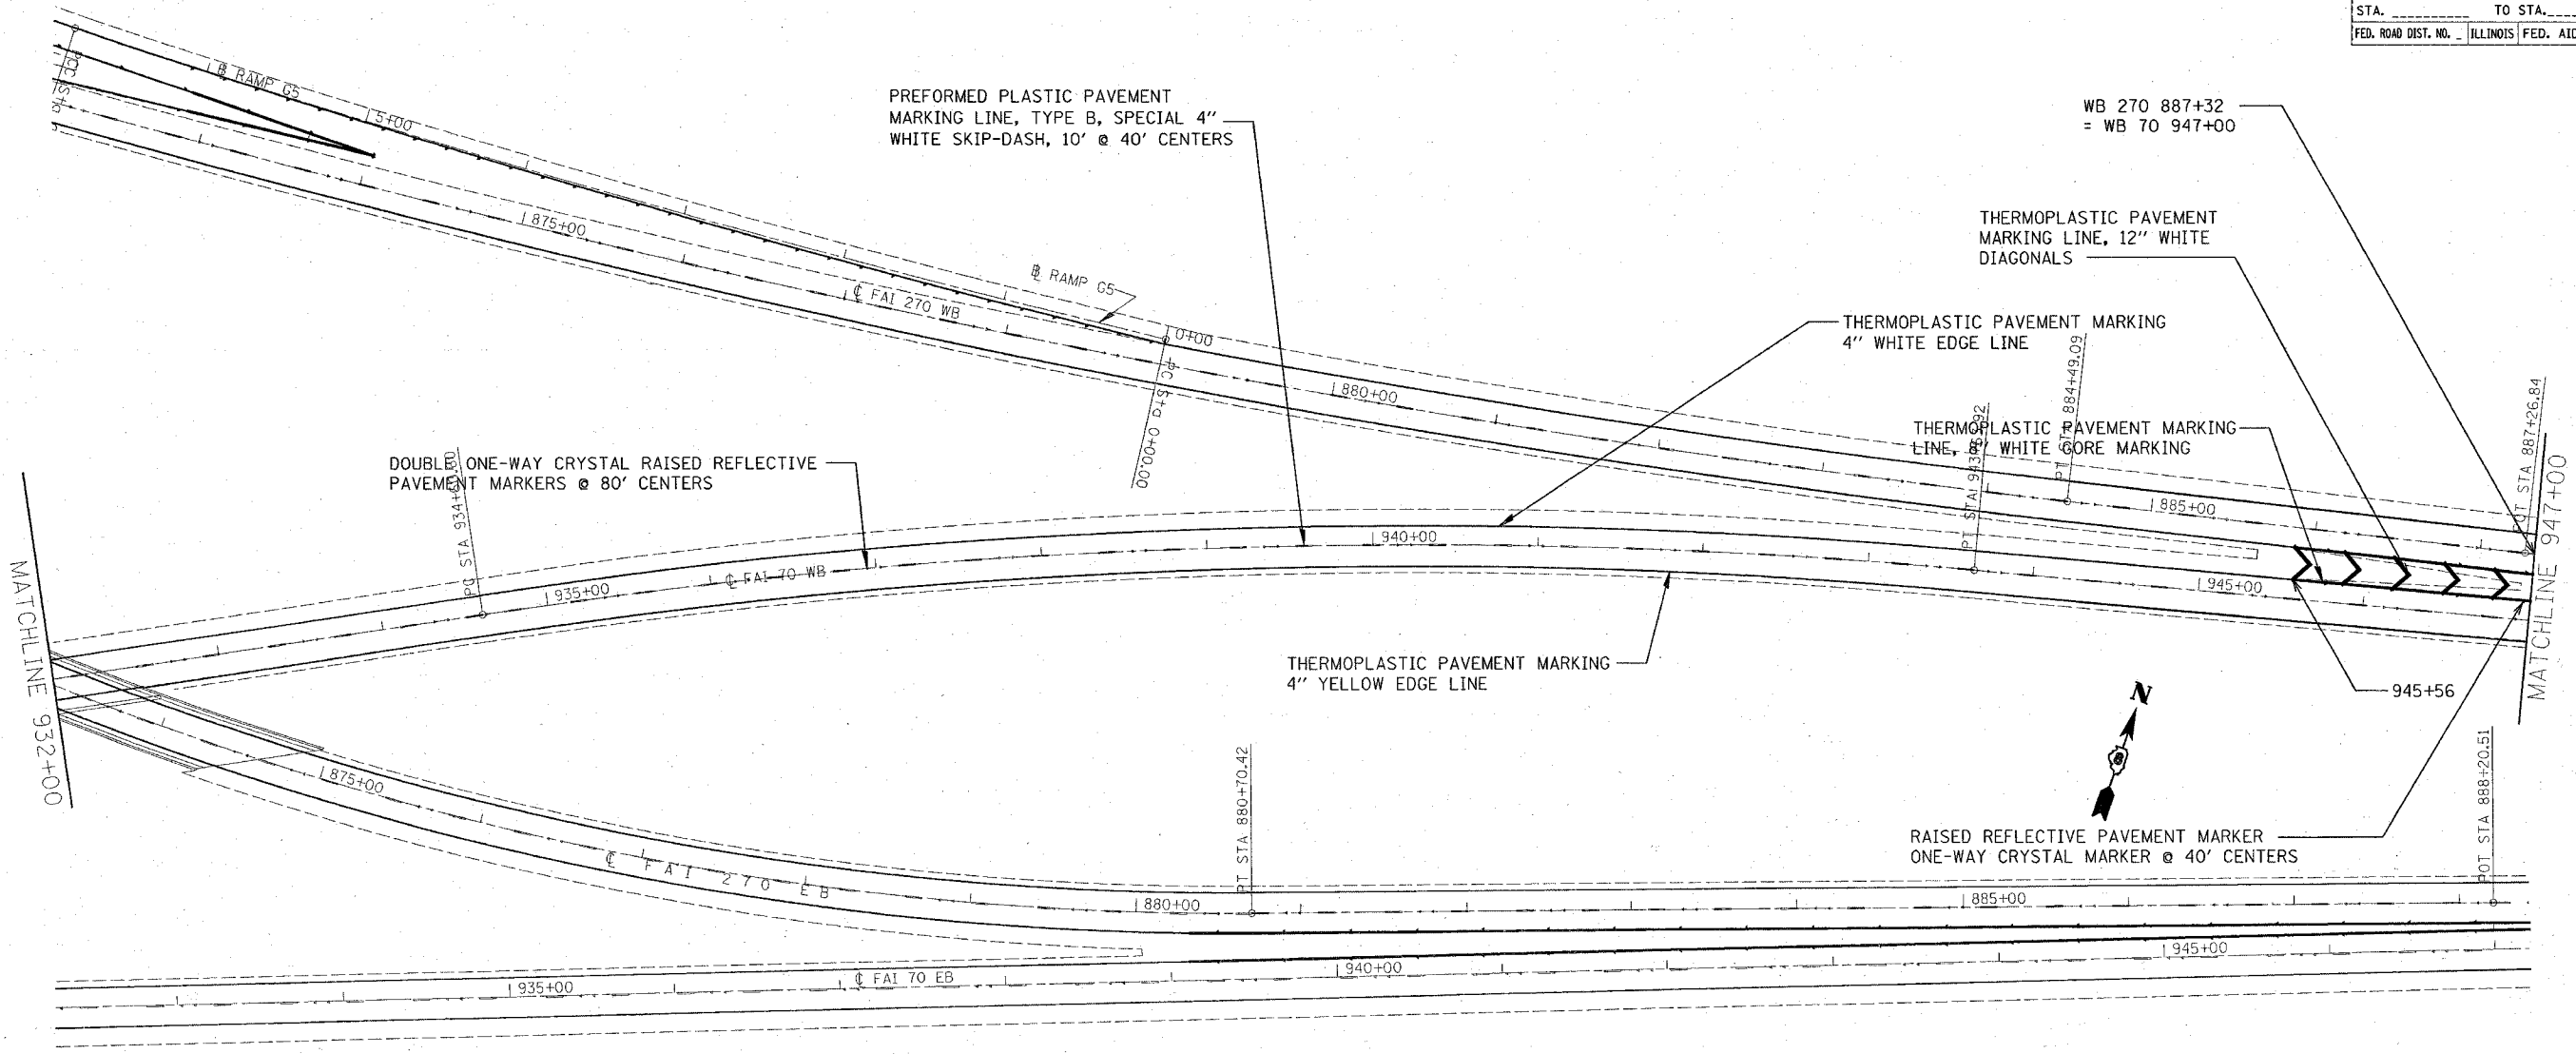 STA. __________ TO STA.____
FED. ROAD DIST. NO. _ ILLINOIS FED. AID
PCC Sta
℄ RAMP G5
5+00
PREFORMED PLASTIC PAVEMENT
MARKING LINE, TYPE B, SPECIAL 4"
WHITE SKIP-DASH, 10' @ 40' CENTERS
WB 270 887+32
= WB 70 947+00
875+00
THERMOPLASTIC PAVEMENT
MARKING LINE, 12" WHITE
DIAGONALS
℄ RAMP G5
℄ FAI 270 WB
0+00
PC Sta 0+00.00
THERMOPLASTIC PAVEMENT MARKING
4" WHITE EDGE LINE
880+00
884+49.09
POT STA 887+26.84
THERMOPLASTIC PAVEMENT MARKING
LINE, WHITE GORE MARKING
DOUBLE ONE-WAY CRYSTAL RAISED REFLECTIVE
PAVEMENT MARKERS @ 80' CENTERS
PC STA
PT STA
885+00
MATCHLINE 947+00
940+00
℄ FAI 70 WB
935+00
945+00
MATCHLINE 932+00
THERMOPLASTIC PAVEMENT MARKING
4" YELLOW EDGE LINE
945+56
N
875+00
PT STA 880+70.42
POT STA 888+20.51
RAISED REFLECTIVE PAVEMENT MARKER
ONE-WAY CRYSTAL MARKER @ 40' CENTERS
℄ FAI 270 EB
880+00
885+00
945+00
940+00
℄ FAI 70 EB
935+00